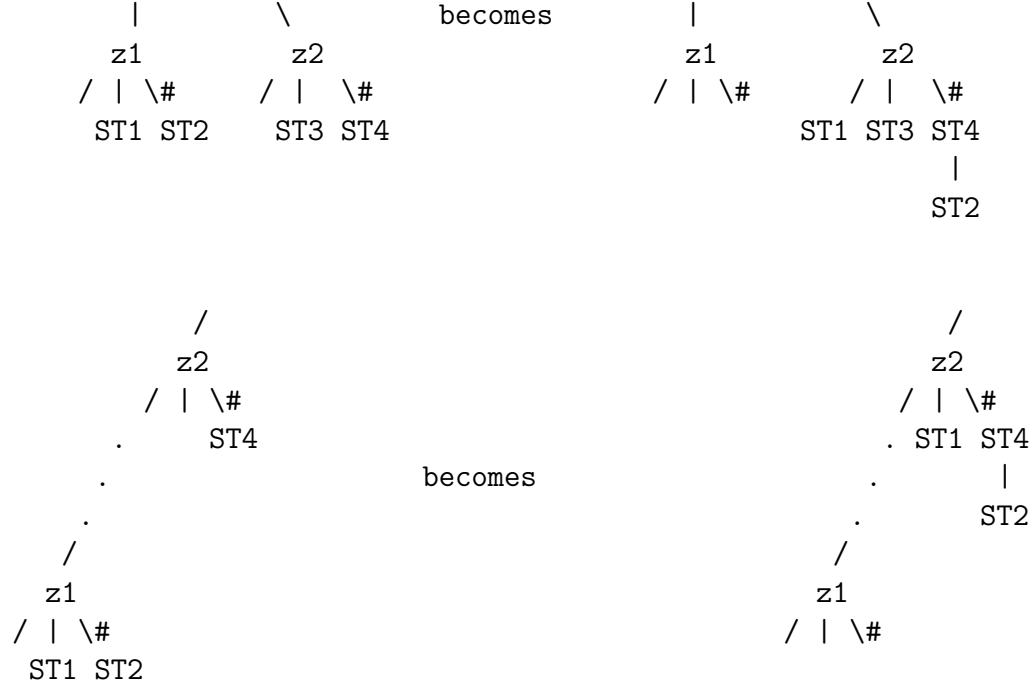 |        \         becomes        |          \
       z1         z2                     z1          z2
     / | \#     / |  \#                / | \#      / |  \#
      ST1 ST2    ST3 ST4                        ST1 ST3 ST4
                                                         |
                                                        ST2
           /                                             /
          z2                                            z2
        / | \#                                        / | \#
      .     ST4                                      . ST1 ST4
     .                    becomes                   .       |
    .                                              .       ST2
   /                                              /
  z1                                             z1
/ | \#                                         / | \#
 ST1 ST2